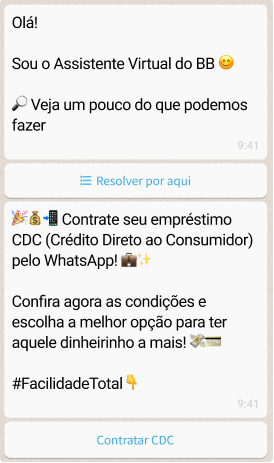 Olá!
Sou o Assistente Virtual do BB 😊
🔎 Veja um pouco do que podemos
fazer
9:41
Resolver por aqui
🎉💰📲 Contrate seu empréstimo
CDC (Crédito Direto ao Consumidor)
pelo WhatsApp! 💼✨
Confira agora as condições e
escolha a melhor opção para ter
aquele dinheirinho a mais! 💸💳
#FacilidadeTotal👇
9:41
Contratar CDC